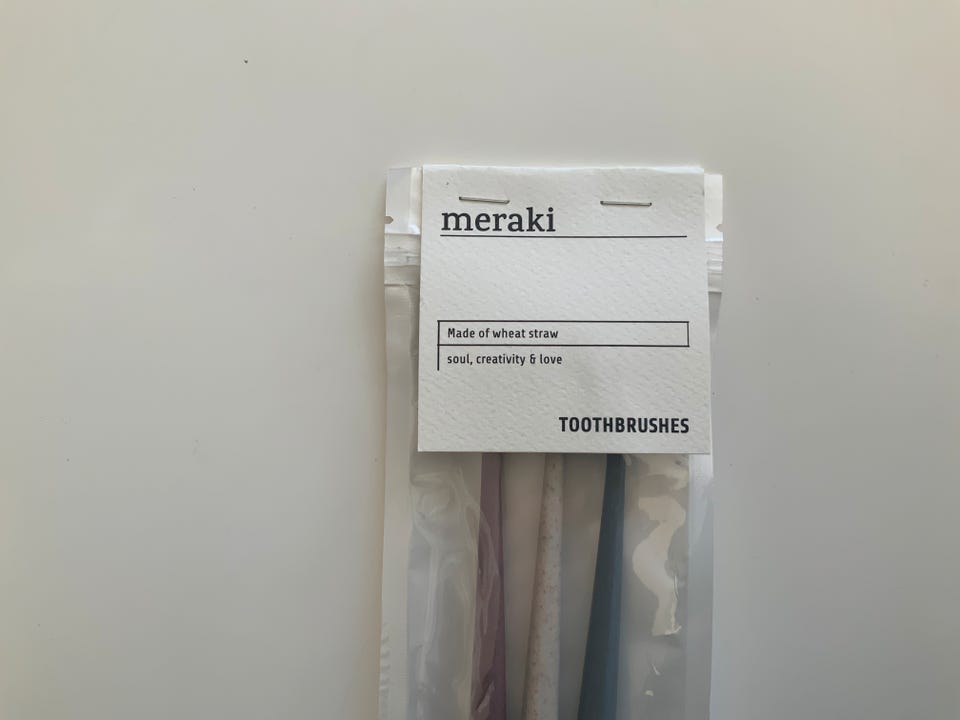 meraki
Made of wheat straw
soul, creativity & love
TOOTHBRUSHES